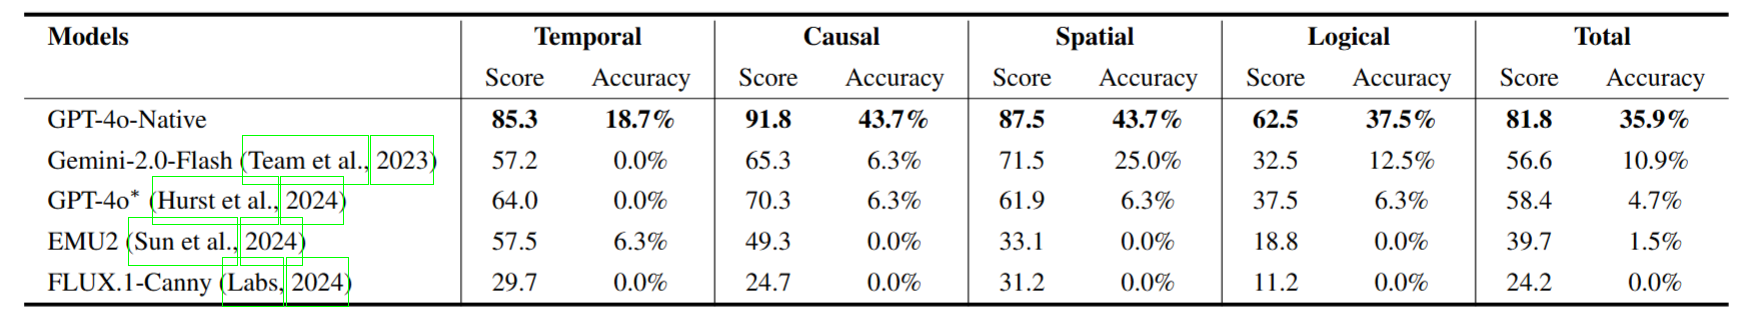 Models Temporal Causal Spatial Logical Total
Score Accuracy Score Accuracy Score Accuracy Score Accuracy Score Accuracy
GPT-4o-Native 85.3 18.7% 91.8 43.7% 87.5 43.7% 62.5 37.5% 81.8 35.9%
Gemini-2.0-Flash (Team et al., 2023) 57.2 0.0% 65.3 6.3% 71.5 25.0% 32.5 12.5% 56.6 10.9%
GPT-4o* (Hurst et al., 2024) 64.0 0.0% 70.3 6.3% 61.9 6.3% 37.5 6.3% 58.4 4.7%
EMU2 (Sun et al., 2024) 57.5 6.3% 49.3 0.0% 33.1 0.0% 18.8 0.0% 39.7 1.5%
FLUX.1-Canny (Labs, 2024) 29.7 0.0% 24.7 0.0% 31.2 0.0% 11.2 0.0% 24.2 0.0%